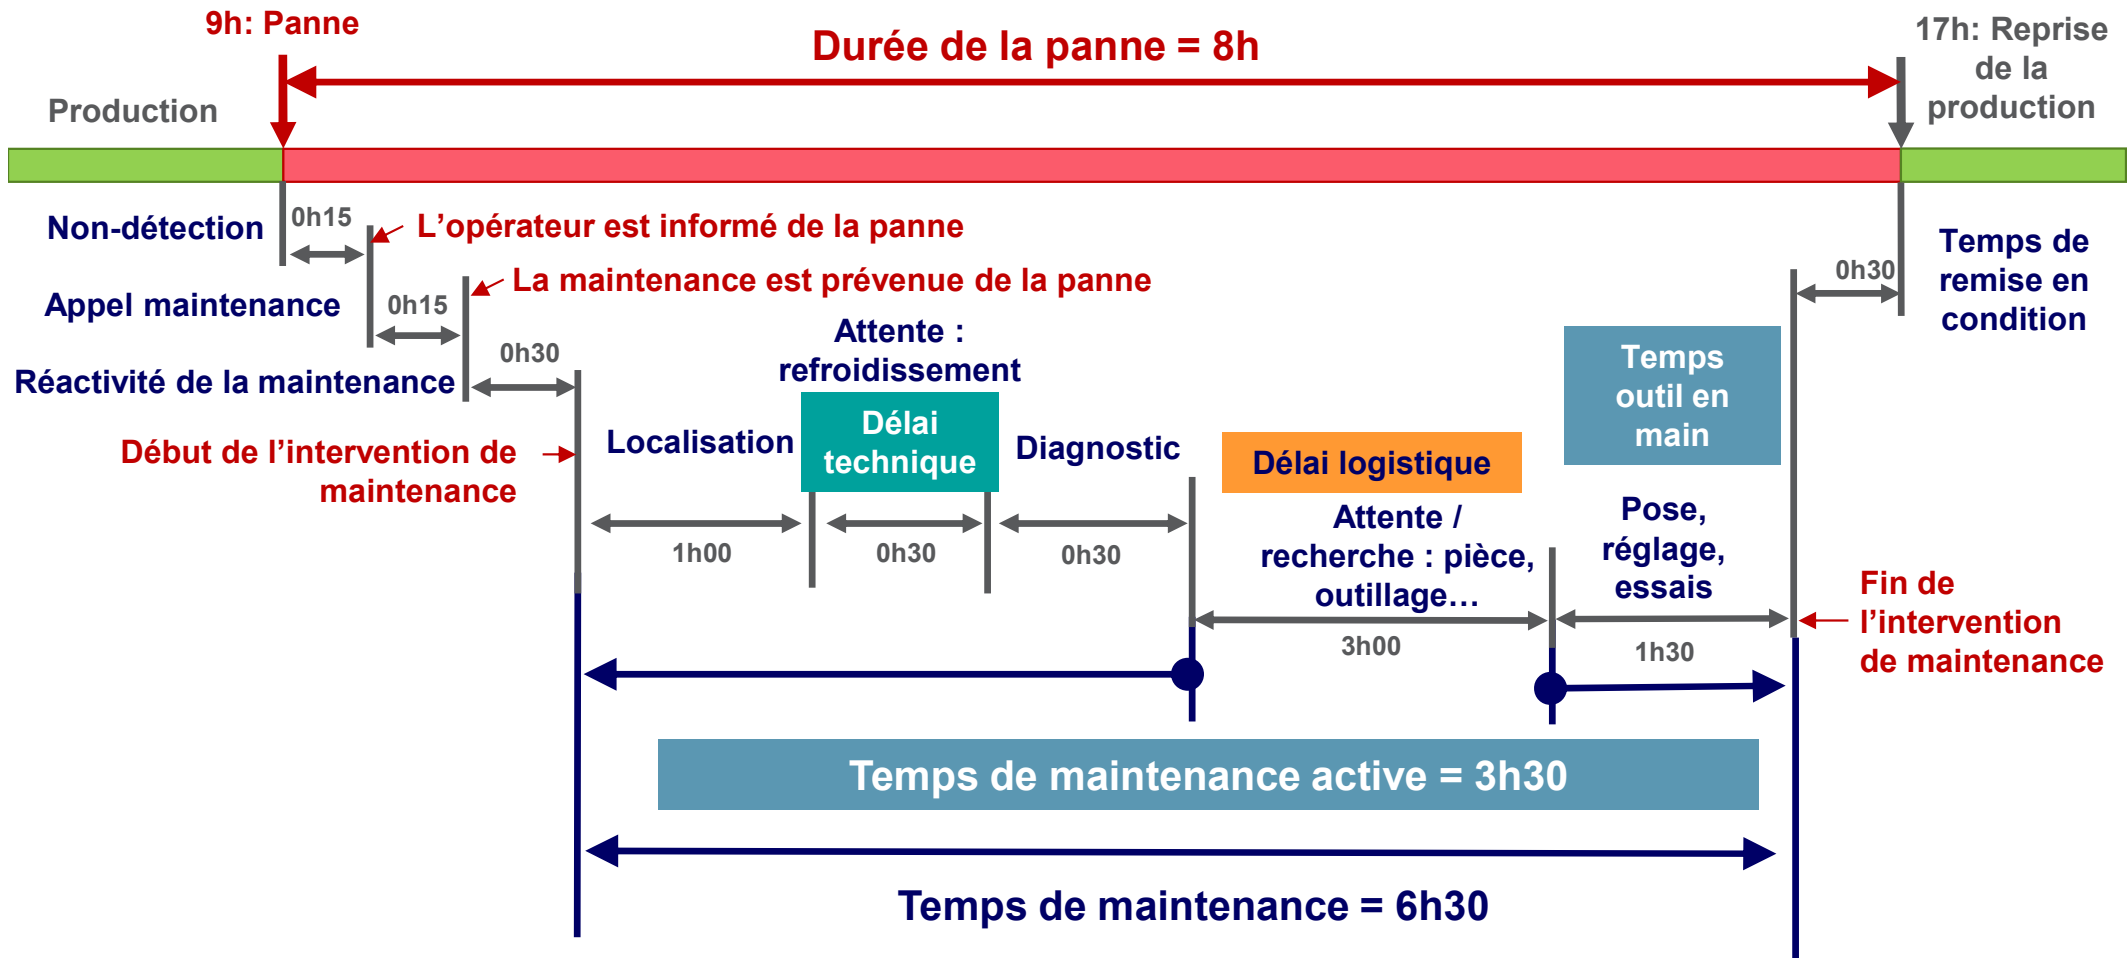 9h: Panne
Durée de la panne = 8h
17h: Reprise
de la
production
Production
Non-détection
0h15
L’opérateur est informé de la panne
Appel maintenance
0h15
La maintenance est prévenue de la panne
Réactivité de la maintenance
0h30
Début de l’intervention de
maintenance
Localisation
1h00
Attente :
refroidissement
Délai
technique
0h30
Diagnostic
0h30
Délai logistique
Attente /
recherche : pièce,
outillage…
3h00
Temps
outil en
main
Pose,
réglage,
essais
1h30
0h30
Temps de
remise en
condition
Fin de
l’intervention
de maintenance
Temps de maintenance active = 3h30
Temps de maintenance = 6h30